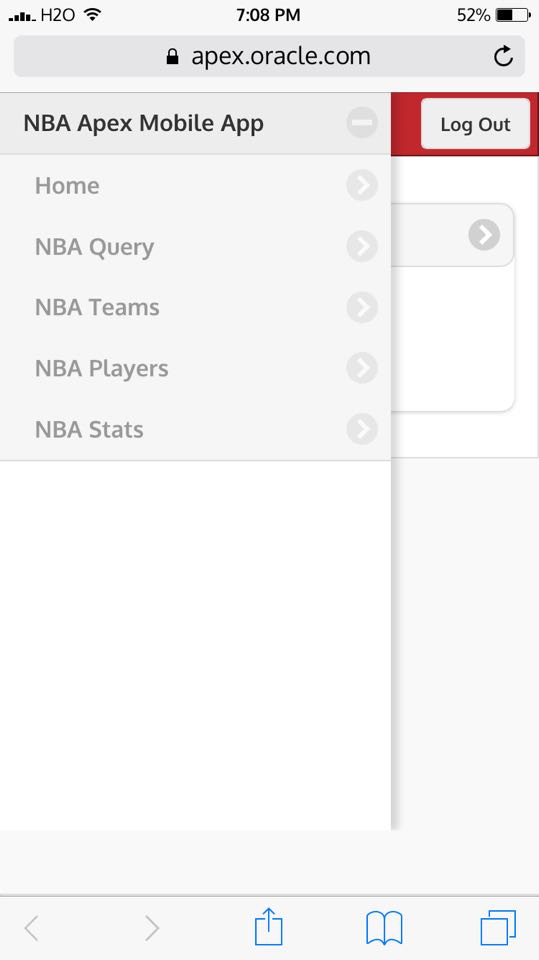 H2O 7:08 PM 52%
apex.oracle.com
NBA Apex Mobile App
Log Out
Home
NBA Query
NBA Teams
NBA Players
NBA Stats